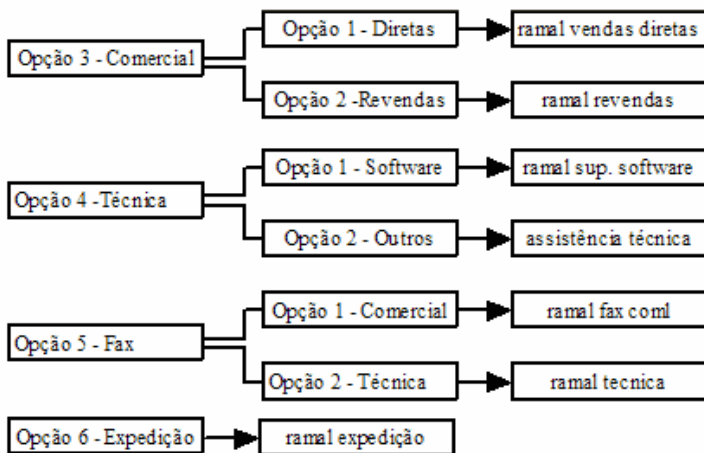 Opção 1 - Diretas
ramal vendas diretas
Opção 3 - Comercial
Opção 2 -Revendas
ramal revendas
Opção 1 - Software
ramal sup. software
Opção 4 -Técnica
Opção 2 - Outros
assistência técnica
Opção 1 - Comercial
ramal fax coml
Opção 5 - Fax
Opção 2 - Técnica
ramal tecnica
Opção 6 - Expedição
ramal expedição